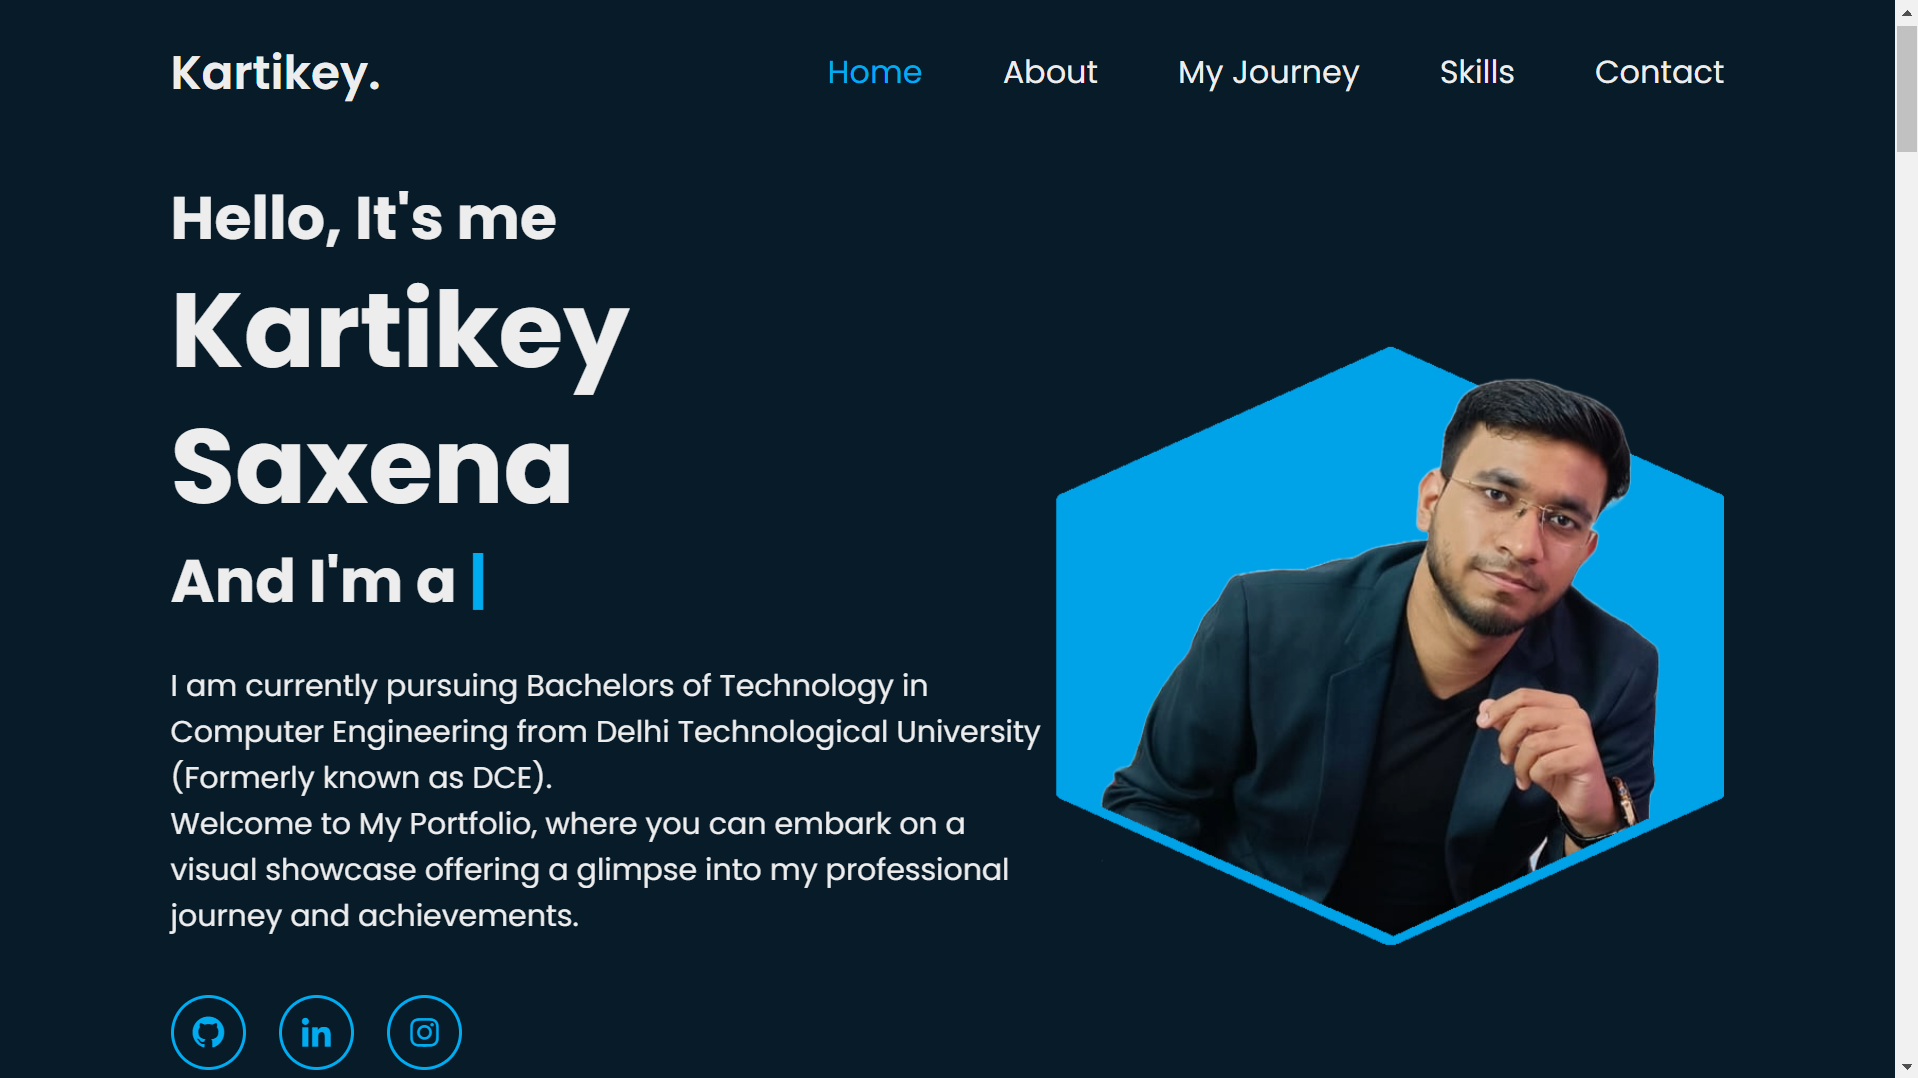 Kartikey.
Home About My Journey Skills Contact
Hello, It's me
Kartikey
Saxena
And I'm a
I am currently pursuing Bachelors of Technology in
Computer Engineering from Delhi Technological University
(Formerly known as DCE).
Welcome to My Portfolio, where you can embark on a
visual showcase offering a glimpse into my professional
journey and achievements.
in